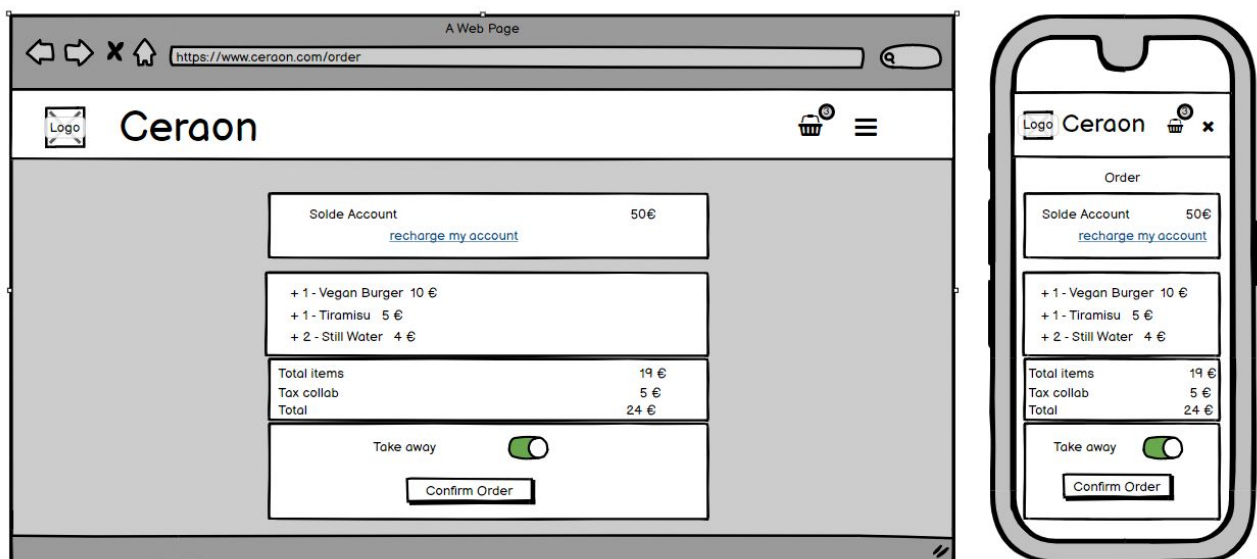 A Web Page
https://www.ceraon.com/order
Logo Ceraon 3
Solde Account 50€
recharge my account
+ 1 - Vegan Burger 10 €
+ 1 - Tiramisu 5 €
+ 2 - Still Water 4 €
Total items 19 €
Tax collab 5 €
Total 24 €
Take away
Confirm Order
Logo Ceraon 3
Order
Solde Account 50€
recharge my account
+ 1 - Vegan Burger 10 €
+ 1 - Tiramisu 5 €
+ 2 - Still Water 4 €
Total items 19 €
Tax collab 5 €
Total 24 €
Take away
Confirm Order